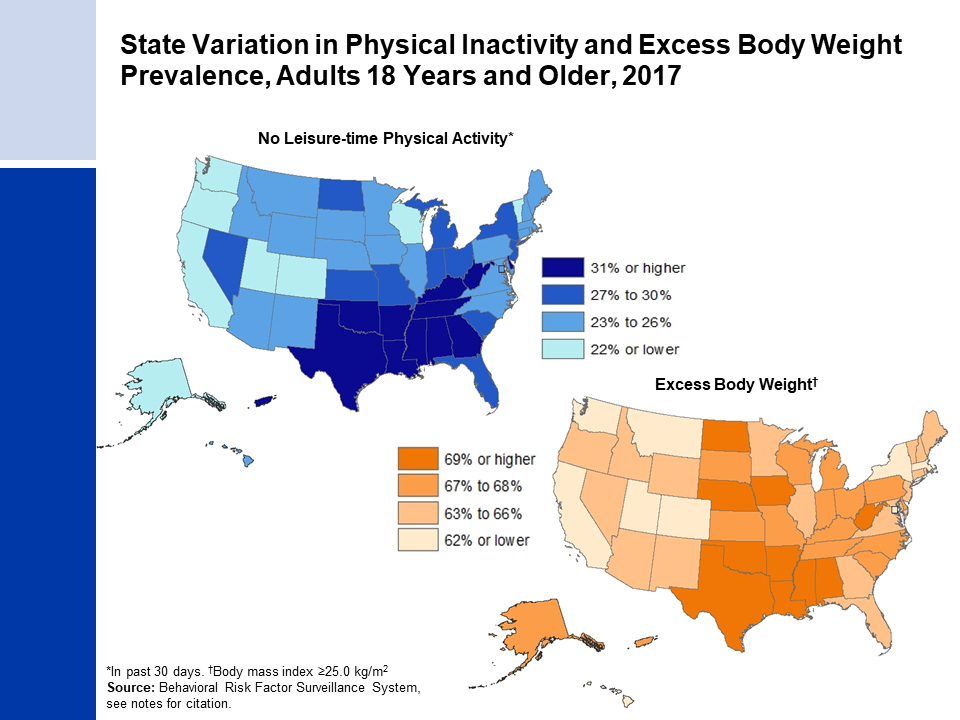 State Variation in Physical Inactivity and Excess Body Weight
Prevalence, Adults 18 Years and Older, 2017
No Leisure-time Physical Activity*
31% or higher
27% to 30%
23% to 26%
22% or lower
Excess Body Weight†
69% or higher
67% to 68%
63% to 66%
62% or lower
*In past 30 days. †Body mass index ≥25.0 kg/m²
Source: Behavioral Risk Factor Surveillance System,
see notes for citation.